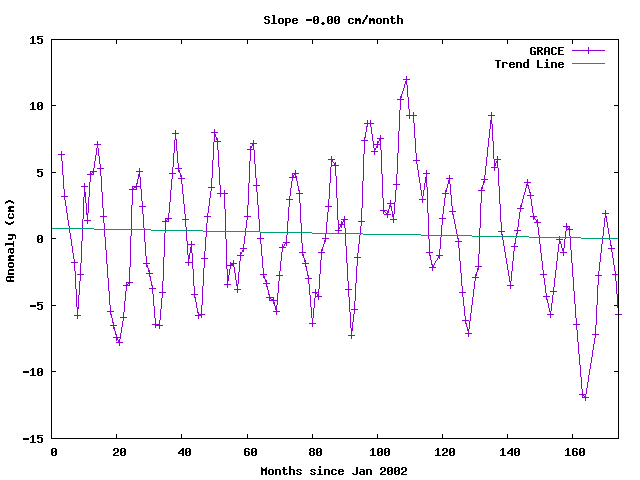 Slope -0.00 cm/month
GRACE
Trend Line
15
10
5
0
-5
-10
-15
Anomaly (cm)
0 20 40 60 80 100 120 140 160
Months since Jan 2002